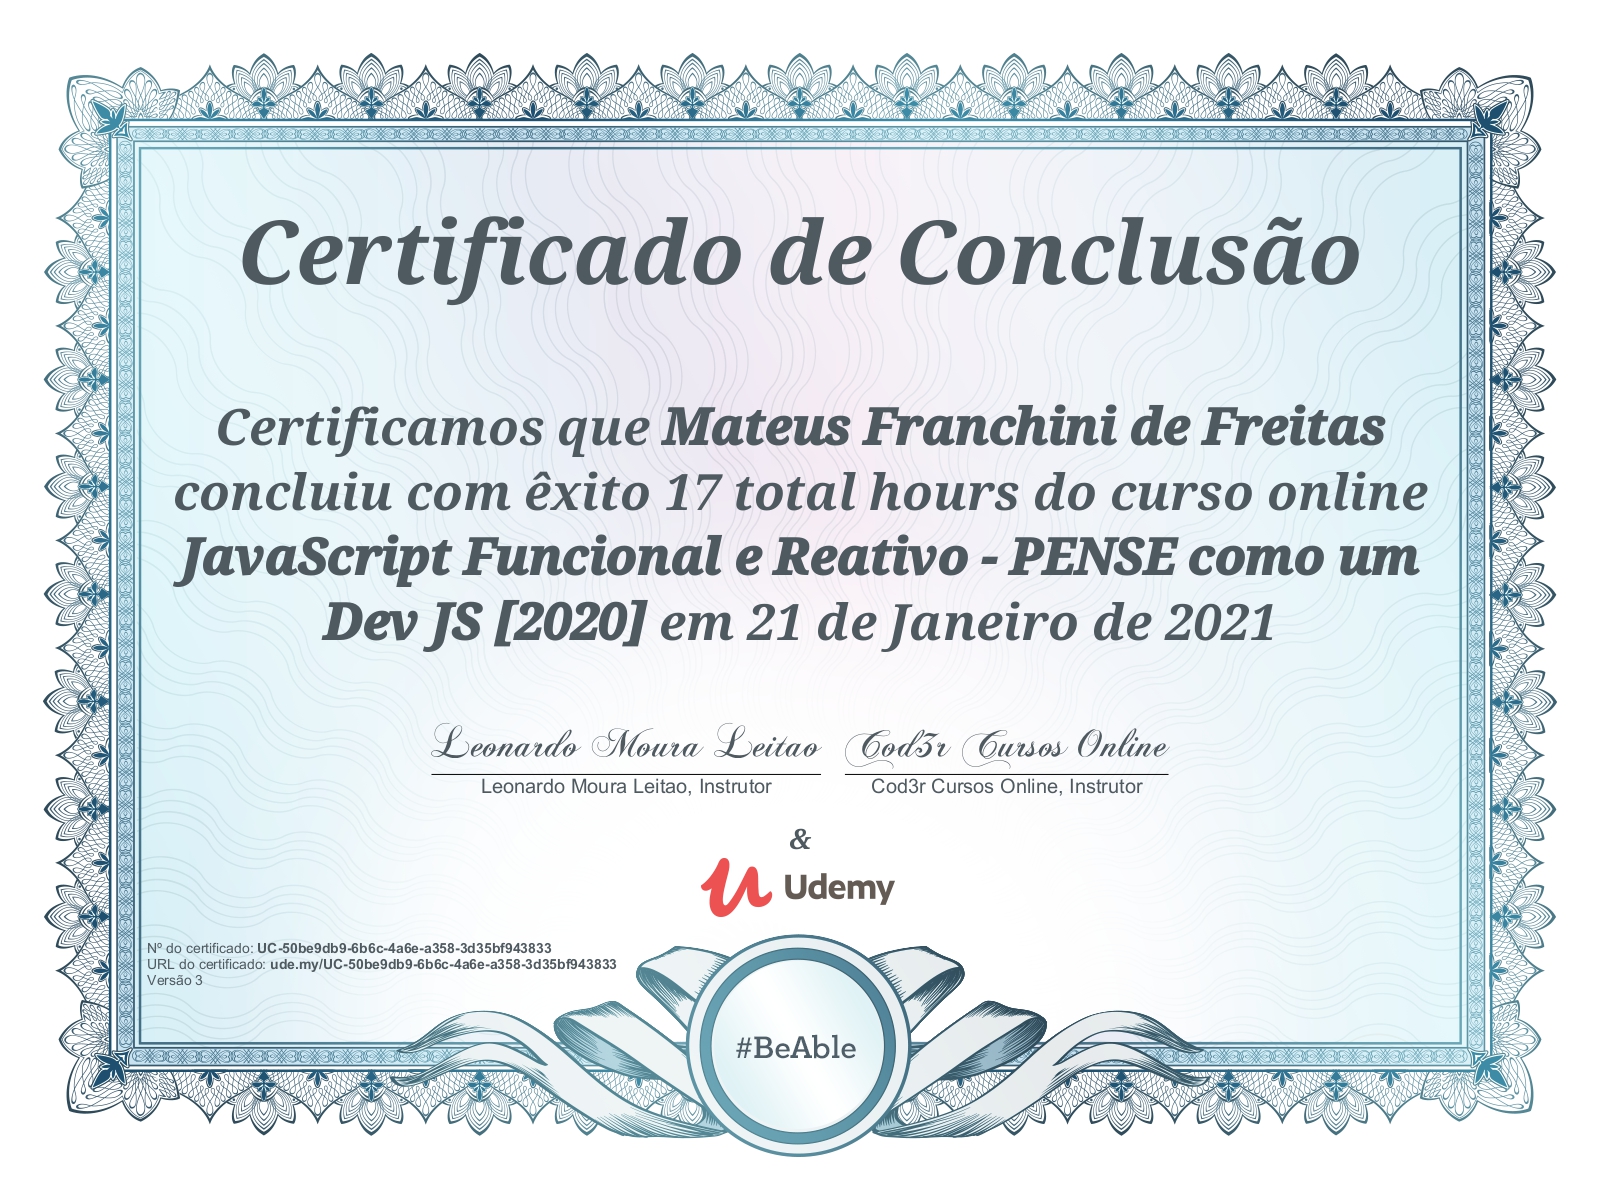 Certificado de Conclusão
Certificamos que Mateus Franchini de Freitas
concluiu com êxito 17 total hours do curso online
JavaScript Funcional e Reativo - PENSE como um
Dev JS [2020] em 21 de Janeiro de 2021
Leonardo Moura Leitao
Cod3r Cursos Online
Leonardo Moura Leitao, Instrutor
Cod3r Cursos Online, Instrutor
&
Udemy
Nº do certificado: UC-50be9db9-6b6c-4a6e-a358-3d35bf943833
URL do certificado: ude.my/UC-50be9db9-6b6c-4a6e-a358-3d35bf943833
Versão 3
#BeAble